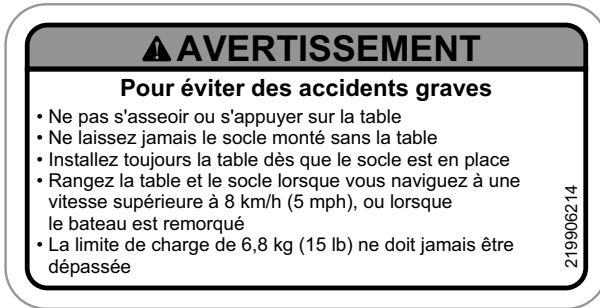 AVERTISSEMENT
Pour éviter des accidents graves
• Ne pas s'asseoir ou s'appuyer sur la table
• Ne laissez jamais le socle monté sans la table
• Installez toujours la table dès que le socle est en place
• Rangez la table et le socle lorsque vous naviguez à une
vitesse supérieure à 8 km/h (5 mph), ou lorsque
le bateau est remorqué
• La limite de charge de 6,8 kg (15 lb) ne doit jamais être
dépassée
219906214